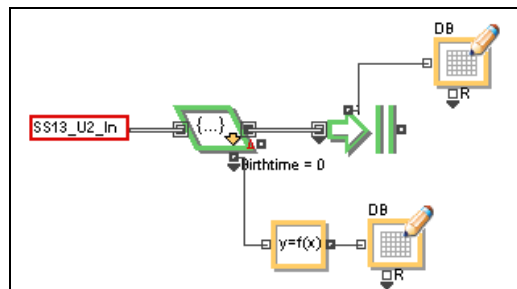 DB
R
SS13_U2_In
{...}
Δ
Birthtime = 0
DB
y=f(x)
R